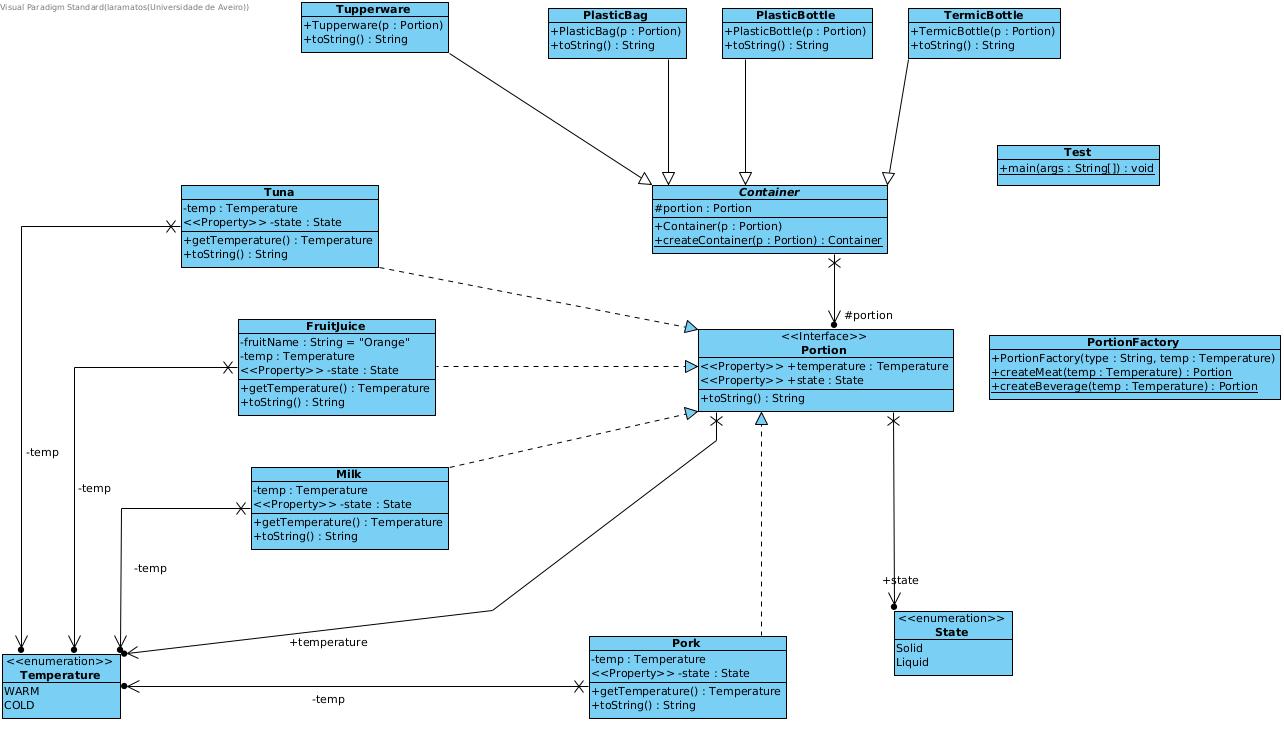 Visual Paradigm Standard(laramatos(Universidade de Aveiro))
Tupperware
+Tupperware(p : Portion)
+toString() : String
PlasticBag
+PlasticBag(p : Portion)
+toString() : String
PlasticBottle
+PlasticBottle(p : Portion)
+toString() : String
TermicBottle
+TermicBottle(p : Portion)
+toString() : String
Test
+main(args : String[]) : void
Container
#portion : Portion
+Container(p : Portion)
+createContainer(p : Portion) : Container
Tuna
-temp : Temperature
<<Property>> -state : State
+getTemperature() : Temperature
+toString() : String
#portion
FruitJuice
-fruitName : String = "Orange"
-temp : Temperature
<<Property>> -state : State
+getTemperature() : Temperature
+toString() : String
<<Interface>>
Portion
<<Property>> +temperature : Temperature
<<Property>> +state : State
+toString() : String
PortionFactory
+PortionFactory(type : String, temp : Temperature)
+createMeat(temp : Temperature) : Portion
+createBeverage(temp : Temperature) : Portion
-temp
-temp
Milk
-temp : Temperature
<<Property>> -state : State
+getTemperature() : Temperature
+toString() : String
-temp
+state
+temperature
<<enumeration>>
State
Solid
Liquid
<<enumeration>>
Temperature
WARM
COLD
-temp
Pork
-temp : Temperature
<<Property>> -state : State
+getTemperature() : Temperature
+toString() : String